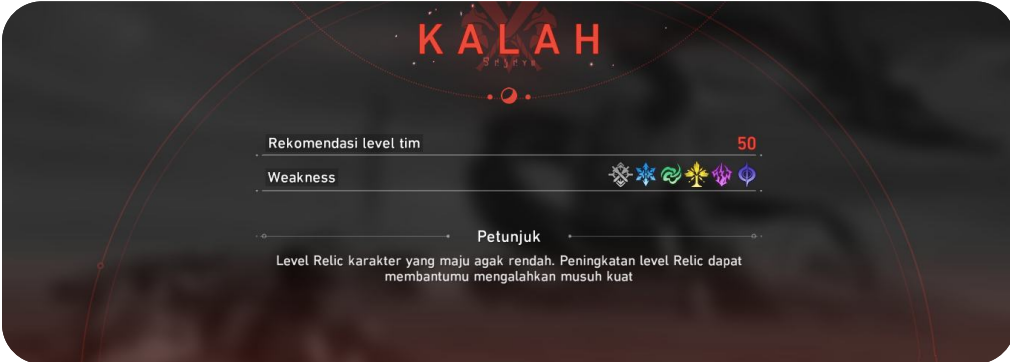 KALAH
Rekomendasi level tim 50
Weakness
Petunjuk
Level Relic karakter yang maju agak rendah. Peningkatan level Relic dapat
membantumu mengalahkan musuh kuat